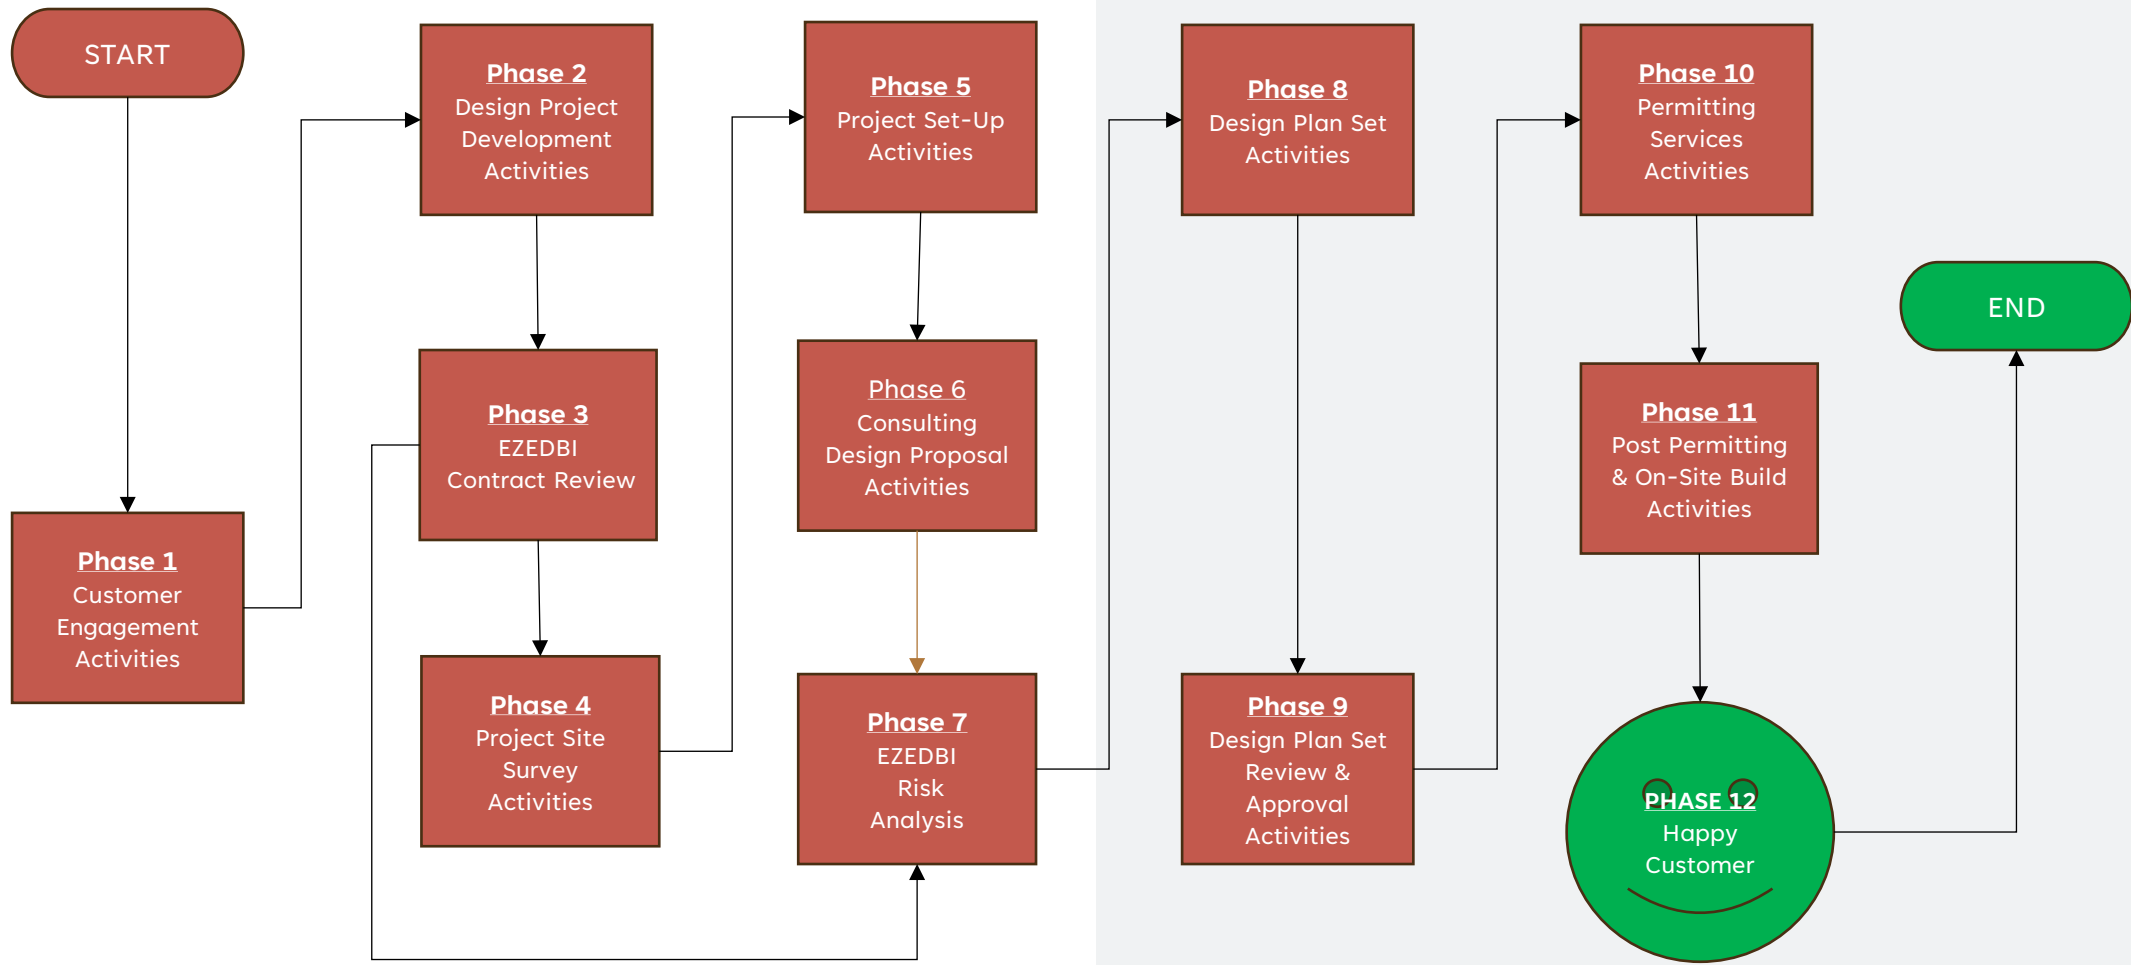 START
Phase 1
Customer
Engagement
Activities
Phase 2
Design Project
Development
Activities
Phase 3
EZEDBI
Contract Review
Phase 4
Project Site
Survey
Activities
Phase 5
Project Set-Up
Activities
Phase 6
Consulting
Design Proposal
Activities
Phase 7
EZEDBI
Risk
Analysis
Phase 8
Design Plan Set
Activities
Phase 9
Design Plan Set
Review &
Approval
Activities
Phase 10
Permitting
Services
Activities
Phase 11
Post Permitting
& On-Site Build
Activities
PHASE 12
Happy
Customer
END